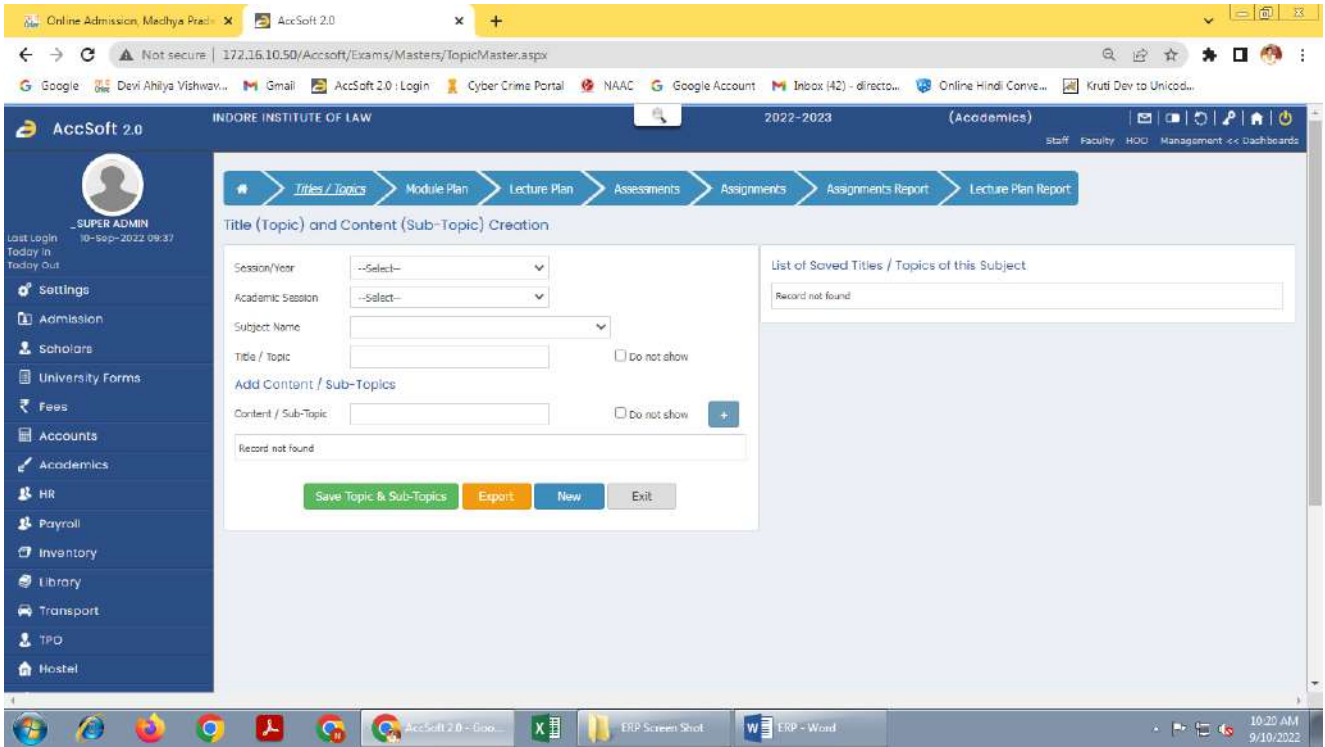 Online Admission, Madhya Prad
AccSoft 2.0
Not secure | 172.16.10.50/Accsoft/Exams/Masters/TopicMaster.aspx
Google Devi Ahilya Vishwav... Gmail AccSoft 2.0 : Login Cyber Crime Portal NAAC Google Account Inbox (42) - directo... Online Hindi Conve... Kruti Dev to Unicod...
AccSoft 2.0
INDORE INSTITUTE OF LAW 2022-2023 (Academics)
Staff Faculty HOD Management << Dashboards
_SUPER ADMIN
Last Login 10-Sep-2022 09:37
Today In
Today Out
Settings
Admission
Scholars
University Forms
Fees
Accounts
Academics
HR
Payroll
Inventory
Library
Transport
TPO
Hostel
Titles / Topics Module Plan Lecture Plan Assessments Assignments Assignments Report Lecture Plan Report
Title (Topic) and Content (Sub-Topic) Creation
Session/Year --Select--
Academic Session --Select--
Subject Name
Title / Topic Do not show
Add Content / Sub-Topics
Content / Sub-Topic Do not show +
Record not found
Save Topic & Sub-Topics Export New Exit
List of Saved Titles / Topics of this Subject
Record not found
AccSoft 2.0 - Goo...
ERP Screen Shot
ERP - Word
10:20 AM
9/10/2022